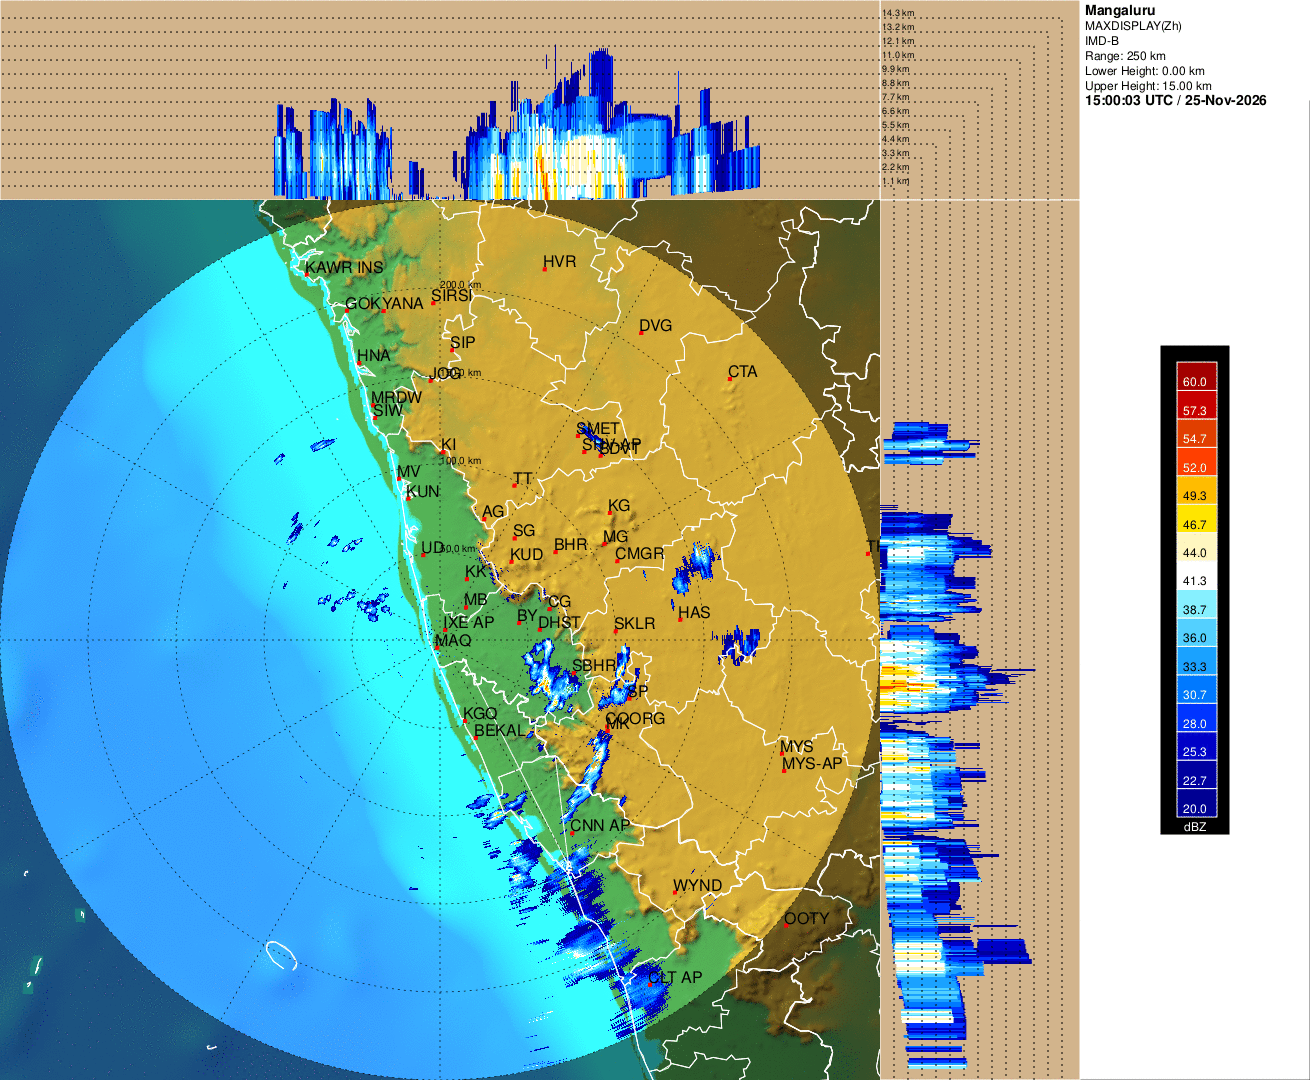 Mangaluru
MAXDISPLAY(Zh)
IMD-B
Range: 250 km
Lower Height: 0.00 km
Upper Height: 15.00 km
15:00:03 UTC / 25-Nov-2026
14.3 km
13.2 km
12.1 km
11.0 km
9.9 km
8.8 km
7.7 km
6.6 km
5.5 km
4.4 km
3.3 km
2.2 km
1.1 km
KAWR INS
HVR
200.0 km
GOKYANA
SIRSI
DVG
SIP
HNA
JOG
CTA
MRDW
SIW
SMET
KI
SDVT
100.0 km
MV
TT
KUN
KG
AG
SG
MG
UD
50.0 km
KUD
BHR
CMGR
KK
MB
CG
HAS
IXE AP
BY
DHST
SKLR
MAQ
SBHR
SP
KGQ
COORG
MK
BEKAL
MYS
MYS-AP
CNN AP
WYND
OOTY
CLT AP
60.0
57.3
54.7
52.0
49.3
46.7
44.0
41.3
38.7
36.0
33.3
30.7
28.0
25.3
22.7
20.0
dBZ